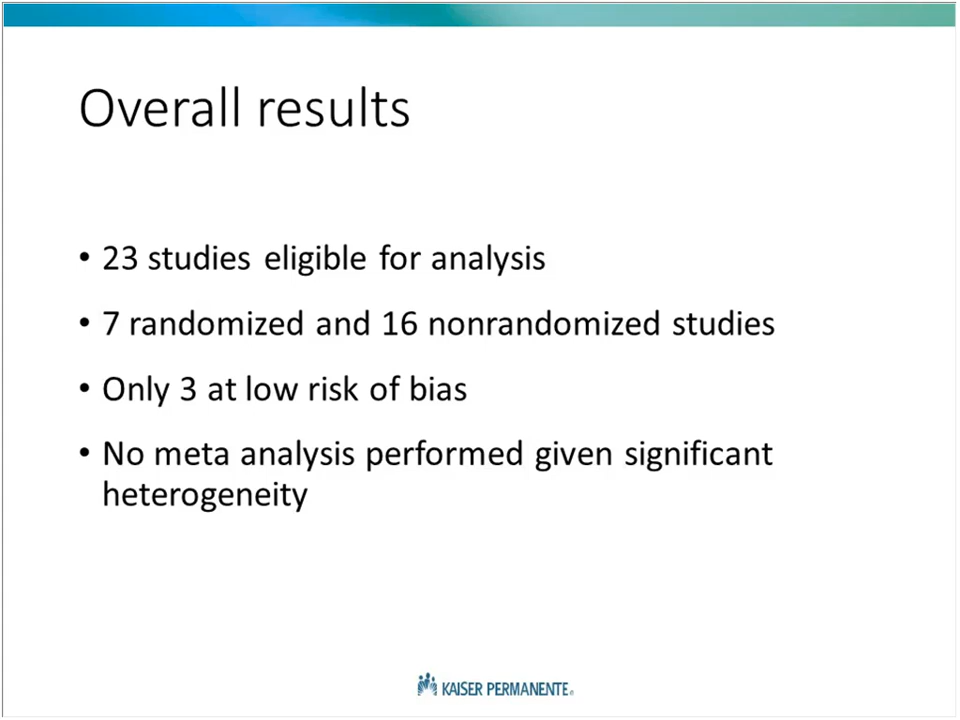 Overall results
• 23 studies eligible for analysis
• 7 randomized and 16 nonrandomized studies
• Only 3 at low risk of bias
• No meta analysis performed given significant
heterogeneity
KAISER PERMANENTE®